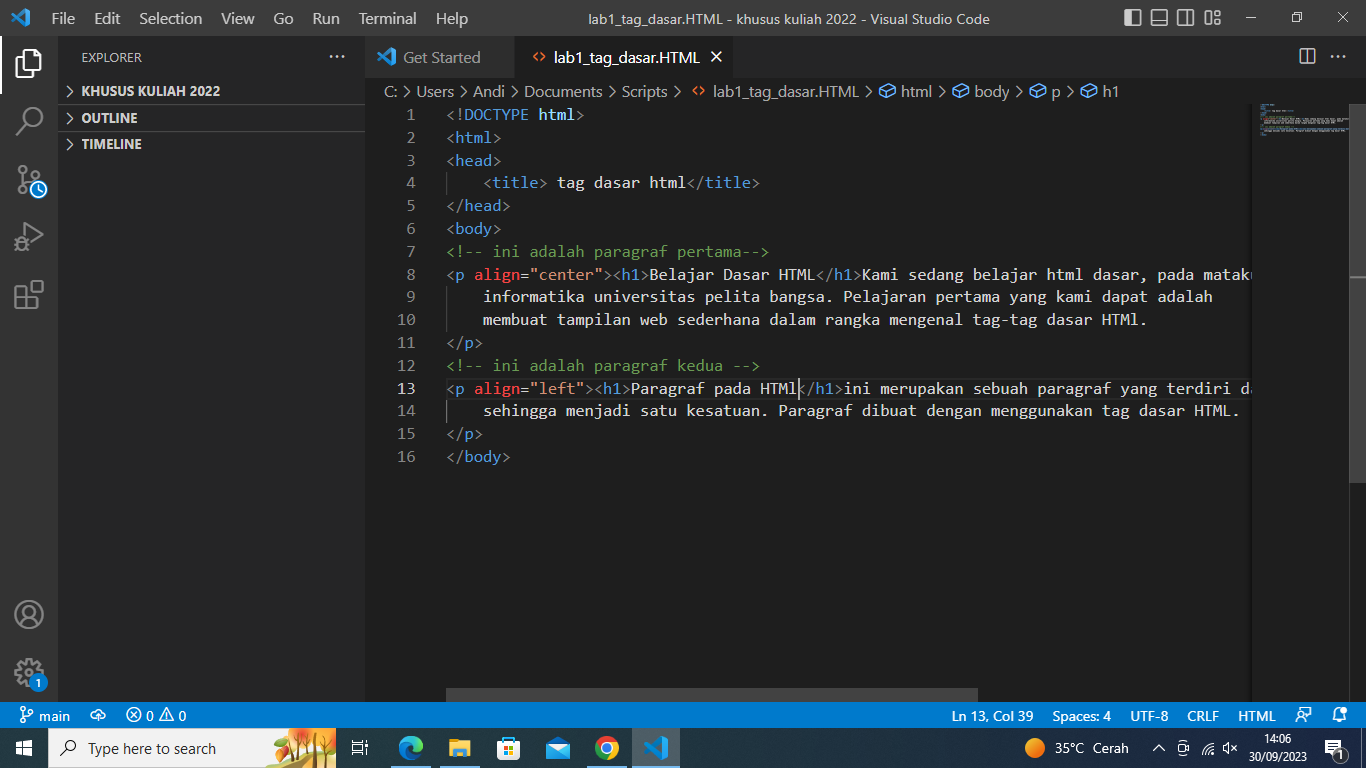 File Edit Selection View Go Run Terminal Help lab1_tag_dasar.HTML - khusus kuliah 2022 - Visual Studio Code
EXPLORER
KHUSUS KULIAH 2022
OUTLINE
TIMELINE
Get Started lab1_tag_dasar.HTML
C: > Users > Andi > Documents > Scripts > lab1_tag_dasar.HTML > html > body > p > h1
1 <!DOCTYPE html>
2 <html>
3 <head>
4     <title> tag dasar html</title>
5 </head>
6 <body>
7 <!-- ini adalah paragraf pertama-->
8 <p align="center"><h1>Belajar Dasar HTML</h1>Kami sedang belajar html dasar, pada mataku
9     informatika universitas pelita bangsa. Pelajaran pertama yang kami dapat adalah
10     membuat tampilan web sederhana dalam rangka mengenal tag-tag dasar HTMl.
11 </p>
12 <!-- ini adalah paragraf kedua -->
13 <p align="left"><h1>Paragraf pada HTMl</h1>ini merupakan sebuah paragraf yang terdiri da
14     sehingga menjadi satu kesatuan. Paragraf dibuat dengan menggunakan tag dasar HTML.
15 </p>
16 </body>
1
main 0 0 Ln 13, Col 39 Spaces: 4 UTF-8 CRLF HTML
Type here to search 35°C Cerah 14:06
30/09/2023 1